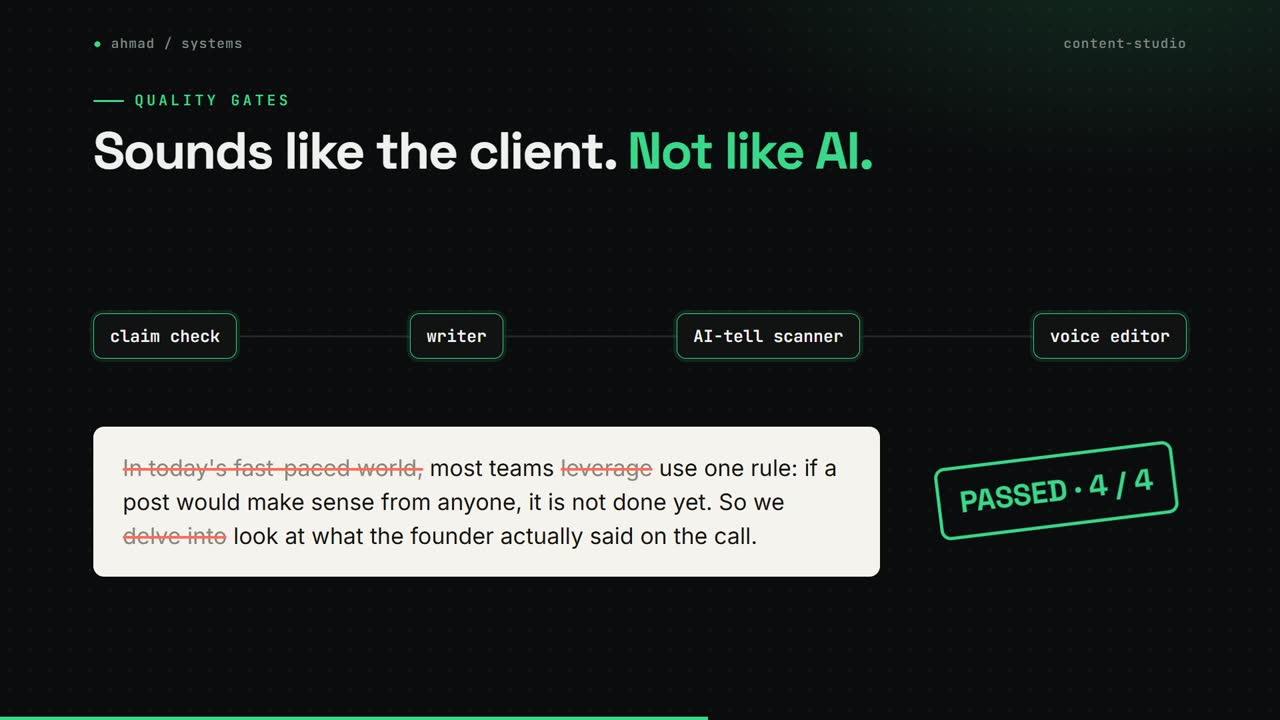 ahmad / systems
content-studio
QUALITY GATES
Sounds like the client. Not like AI.
claim check
writer
AI-tell scanner
voice editor
In today's fast-paced world, most teams leverage use one rule: if a
post would make sense from anyone, it is not done yet. So we
delve into look at what the founder actually said on the call.
PASSED · 4 / 4